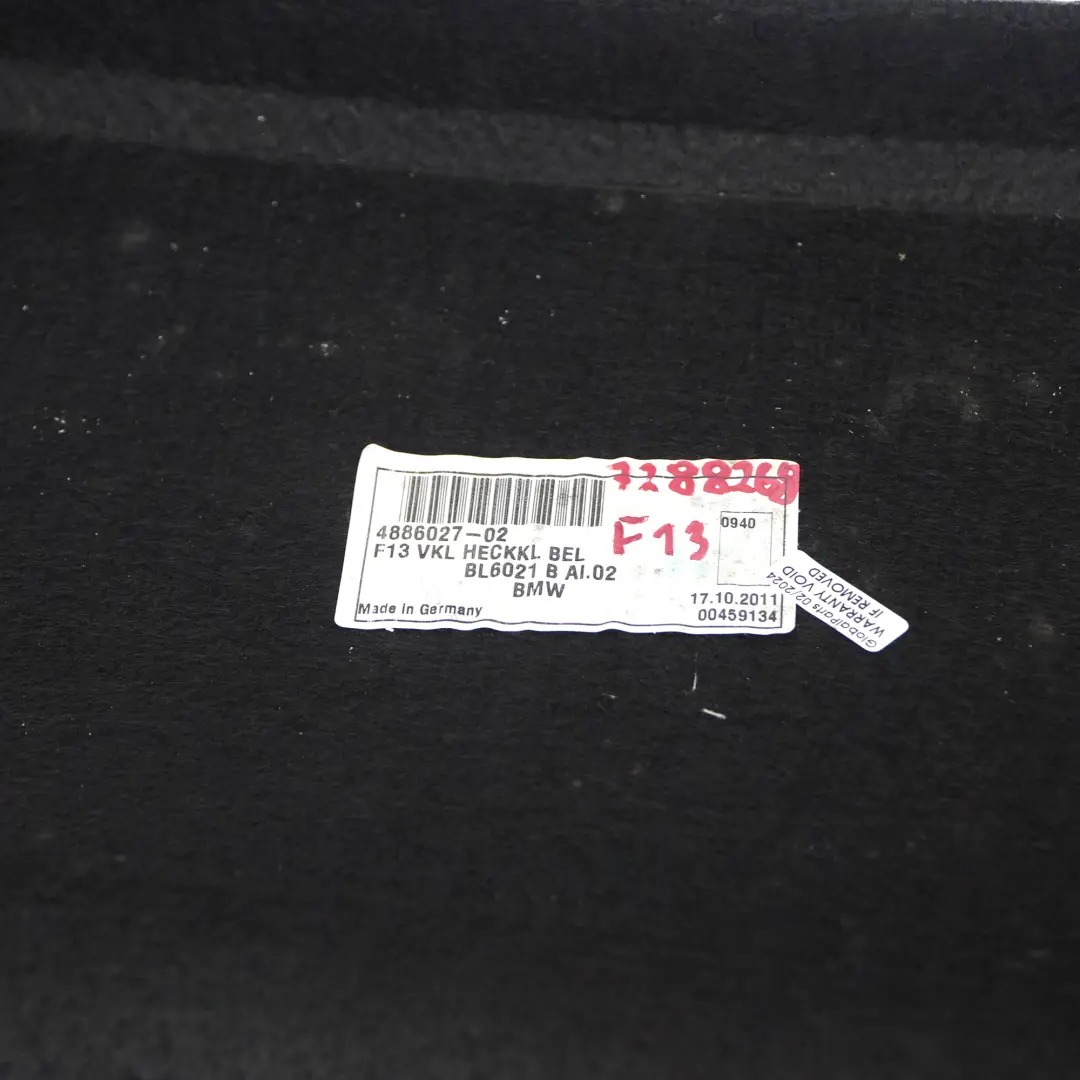 7288269
4886027-02
F13
0940
F13 VKL HECKKL. BEL
BL6021 B AI.02
BMW
17.10.2011
Made in Germany
00459134
GlobalParts 02/2024
WARRANTY VOID
IF REMOVED